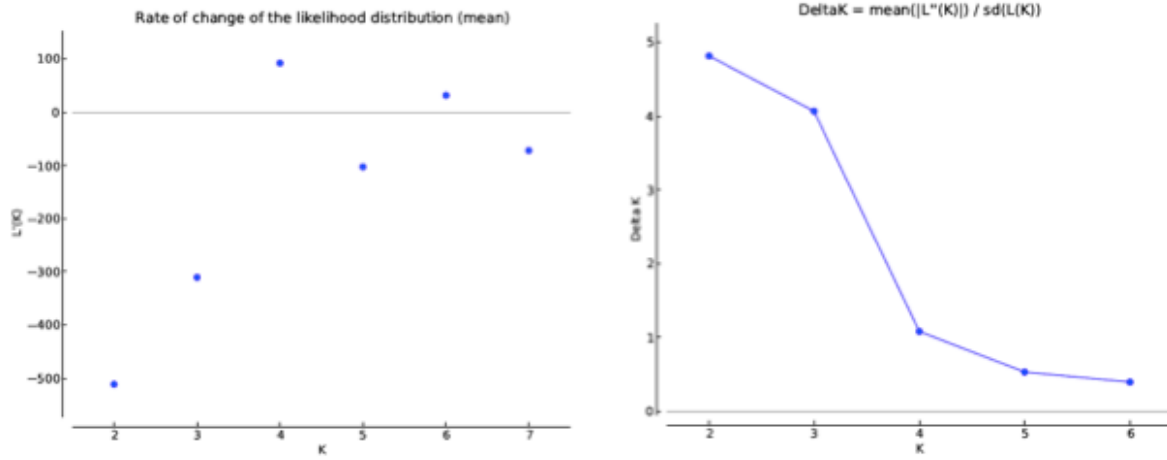 Rate of change of the likelihood distribution (mean)
100
0
−100
−200
−300
−400
−500
L'(K)
2 3 4 5 6 7
K
DeltaK = mean(|L"(K)|) / sd(L(K))
5
4
3
2
1
0
Delta K
2 3 4 5 6
K